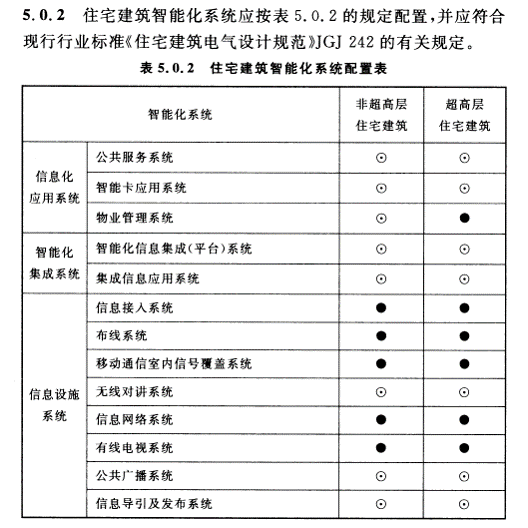 5.0.2 住宅建筑智能化系统应按表5.0.2的规定配置,并应符合
现行行业标准《住宅建筑电气设计规范》JGJ 242的有关规定。
表 5.0.2 住宅建筑智能化系统配置表
智能化系统 非超高层住宅建筑 超高层住宅建筑
信息化应用系统 公共服务系统 ⊙ ⊙
智能卡应用系统 ⊙ ⊙
物业管理系统 ⊙ ●
智能化集成系统 智能化信息集成(平台)系统 ⊙ ⊙
集成信息应用系统 ⊙ ⊙
信息设施系统 信息接入系统 ● ●
布线系统 ● ●
移动通信室内信号覆盖系统 ● ●
无线对讲系统 ⊙ ⊙
信息网络系统 ● ●
有线电视系统 ● ●
公共广播系统 ⊙ ⊙
信息导引及发布系统 ⊙ ⊙